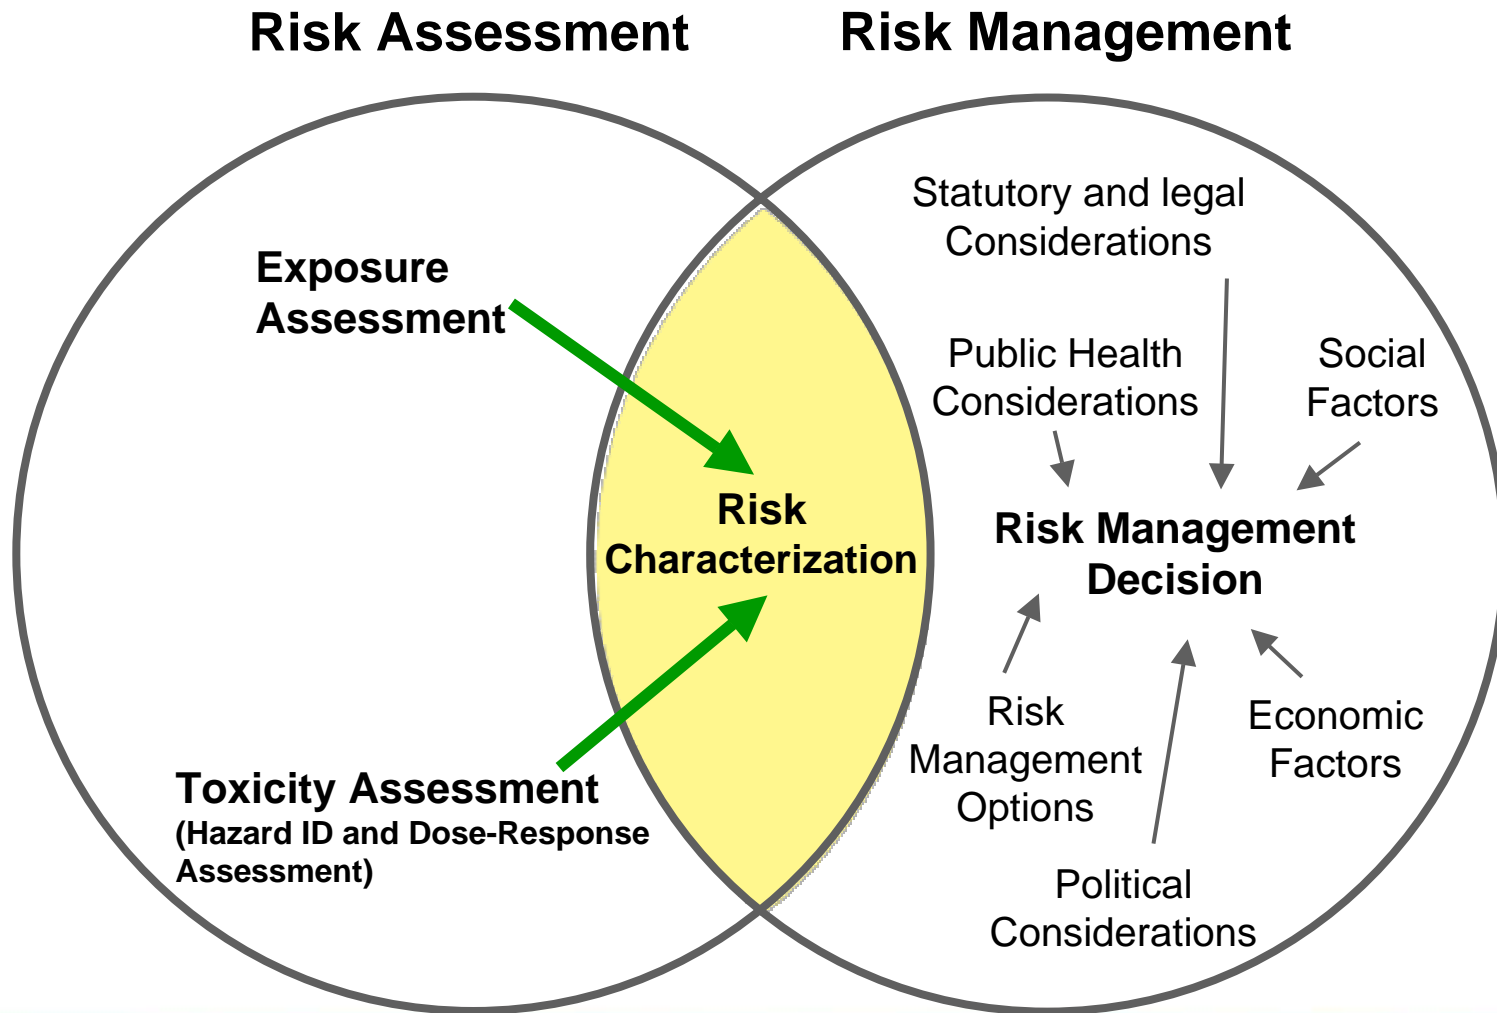 Risk Assessment
Risk Management
Exposure
Assessment
Risk
Characterization
Toxicity Assessment
(Hazard ID and Dose-Response
Assessment)
Statutory and legal
Considerations
Public Health
Considerations
Social
Factors
Risk Management
Decision
Risk
Management
Options
Economic
Factors
Political
Considerations